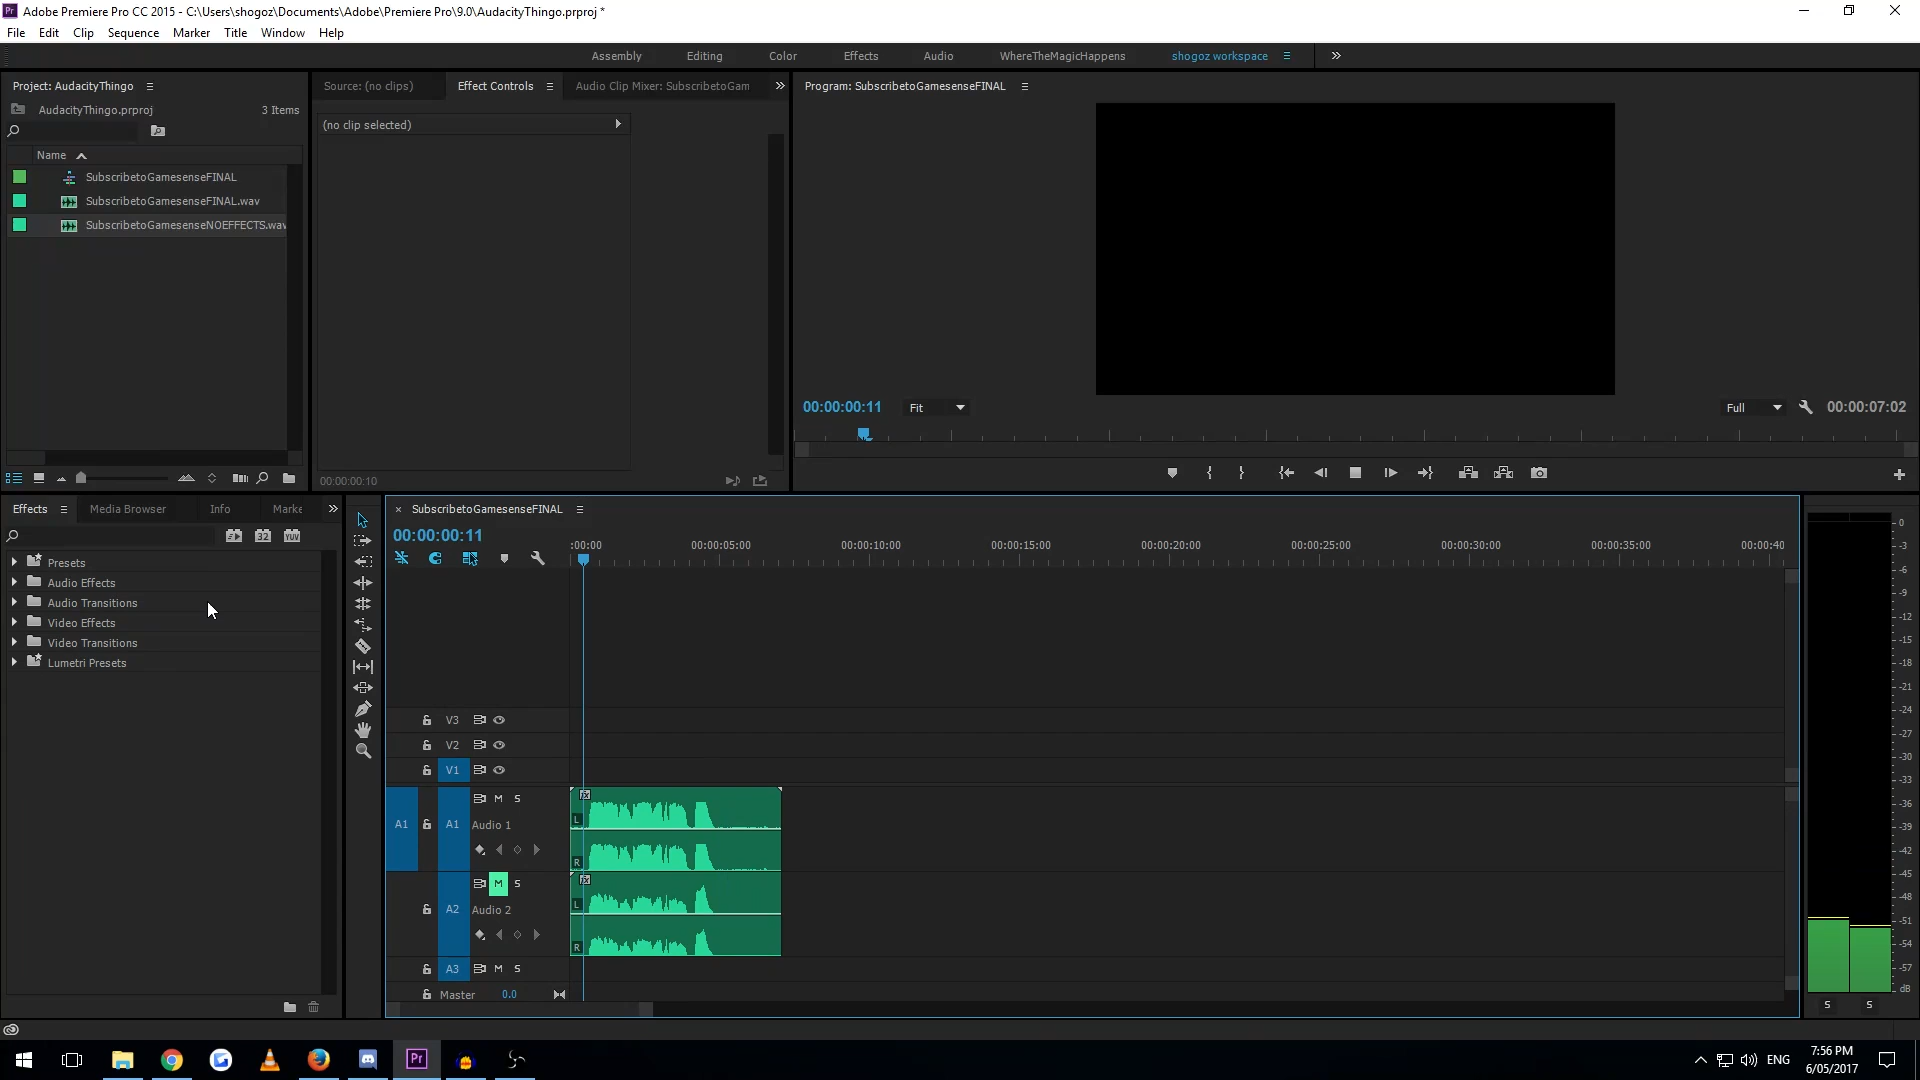 Adobe Premiere Pro CC 2015 - C:\Users\shogoz\Documents\Adobe\Premiere Pro\9.0\AudacityThingo.prproj *
File Edit Clip Sequence Marker Title Window Help
Assembly Editing Color Effects Audio WhereTheMagicHappens shogoz workspace
Project: AudacityThingo
AudacityThingo.prproj 3 Items
Name
SubscribetoGamesenseFINAL
SubscribetoGamesenseFINAL.wav
SubscribetoGamesenseNOEFFECTS.wav
Source: (no clips) Effect Controls Audio Clip Mixer: SubscribetoGam
(no clip selected)
00:00:00:10
Program: SubscribetoGamesenseFINAL
00:00:00:11 Fit Full 00:00:07:02
Effects Media Browser Info Marke
32 YUV
Presets
Audio Effects
Audio Transitions
Video Effects
Video Transitions
Lumetri Presets
SubscribetoGamesenseFINAL
00:00:00:11
:00:00 00:00:05:00 00:00:10:00 00:00:15:00 00:00:20:00 00:00:25:00 00:00:30:00 00:00:35:00 00:00:40
V3
V2
V1
A1 A1 M S
Audio 1
L
R
A2 M S
Audio 2
L
R
A3 M S
Master 0.0
0
-3
-6
-9
-12
-15
-18
-21
-24
-27
-30
-33
-36
-39
-42
-45
-48
-51
-54
-57
dB
S S
Pr ENG 7:56 PM
6/05/2017